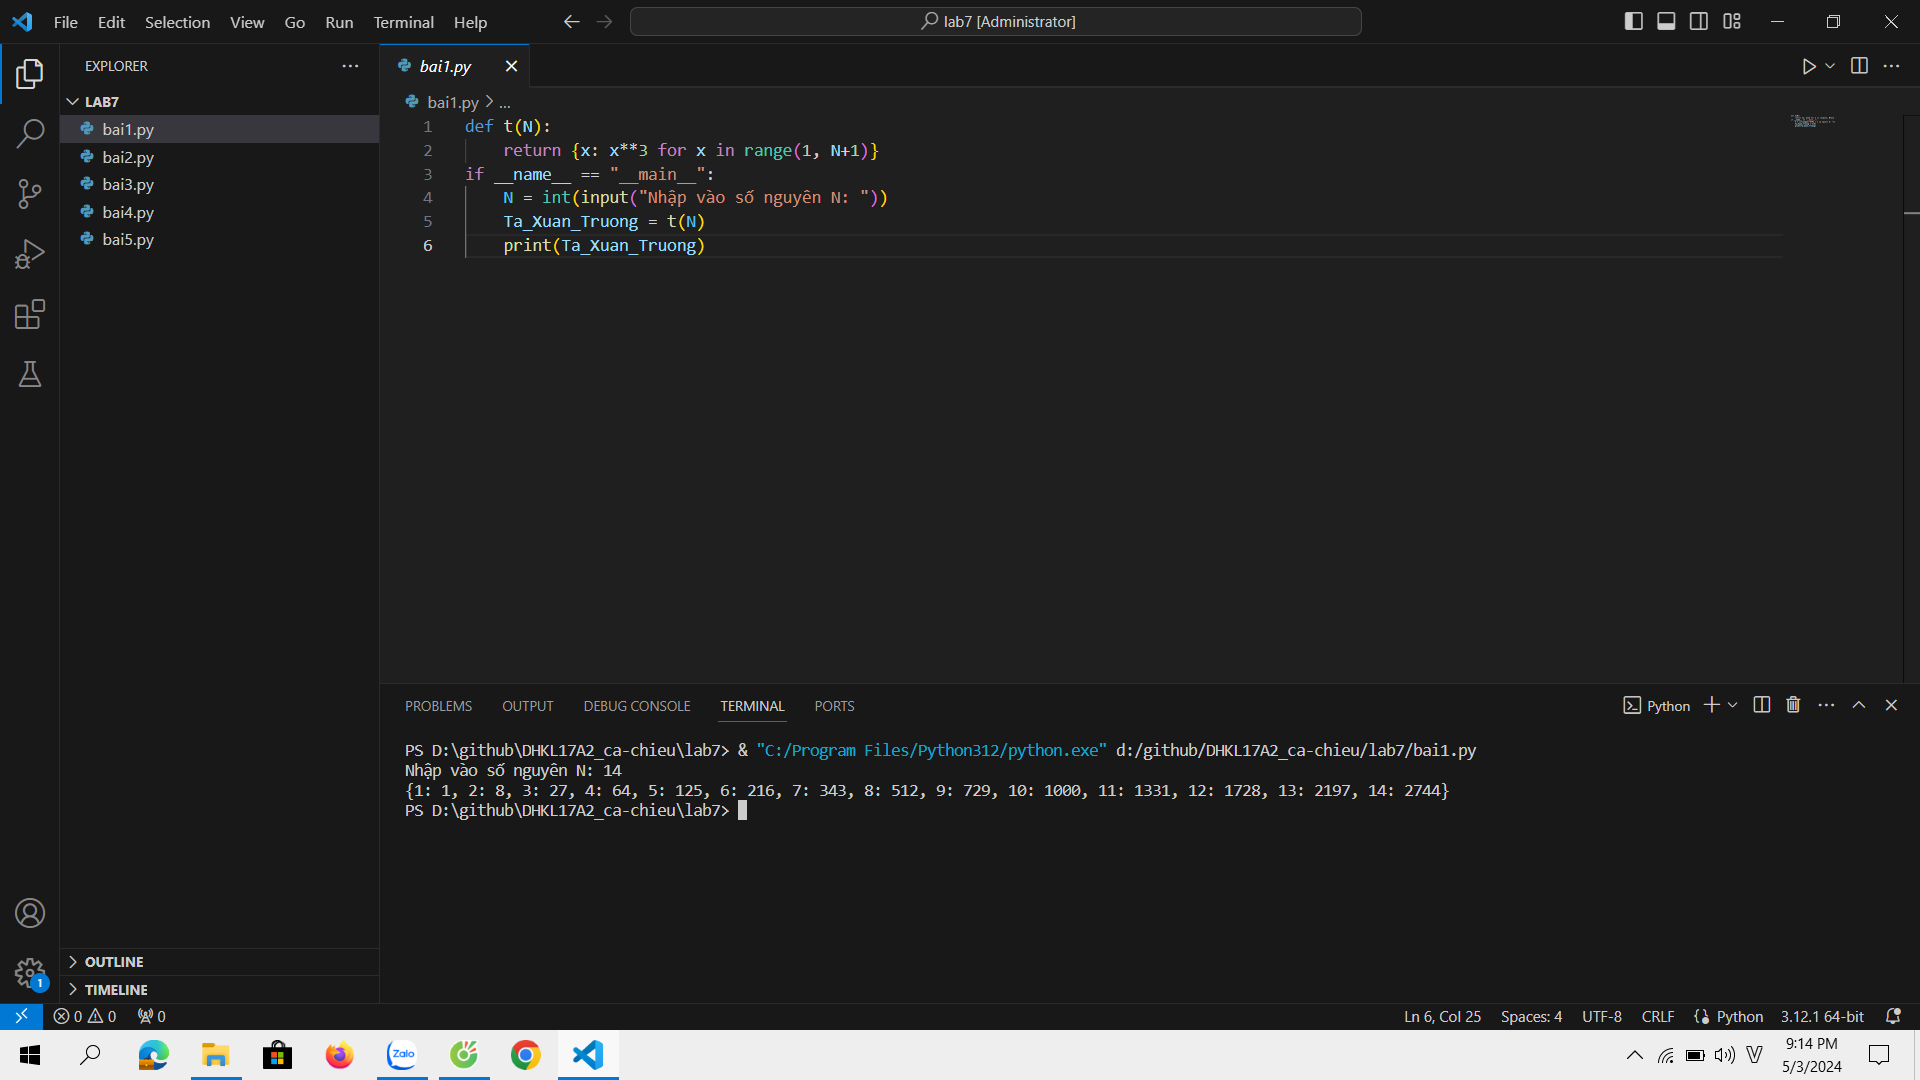 File Edit Selection View Go Run Terminal Help
lab7 [Administrator]
EXPLORER
LAB7
bai1.py
bai2.py
bai3.py
bai4.py
bai5.py
OUTLINE
TIMELINE
bai1.py
bai1.py > ...
1 def t(N):
2     return {x: x**3 for x in range(1, N+1)}
3 if __name__ == "__main__":
4     N = int(input("Nhập vào số nguyên N: "))
5     Ta_Xuan_Truong = t(N)
6     print(Ta_Xuan_Truong)
PROBLEMS OUTPUT DEBUG CONSOLE TERMINAL PORTS
Python
PS D:\github\DHKL17A2_ca-chieu\lab7> & "C:/Program Files/Python312/python.exe" d:/github/DHKL17A2_ca-chieu/lab7/bai1.py
Nhập vào số nguyên N: 14
{1: 1, 2: 8, 3: 27, 4: 64, 5: 125, 6: 216, 7: 343, 8: 512, 9: 729, 10: 1000, 11: 1331, 12: 1728, 13: 2197, 14: 2744}
PS D:\github\DHKL17A2_ca-chieu\lab7>
1
0 0 0
Ln 6, Col 25 Spaces: 4 UTF-8 CRLF Python 3.12.1 64-bit
Zalo
V
9:14 PM
5/3/2024